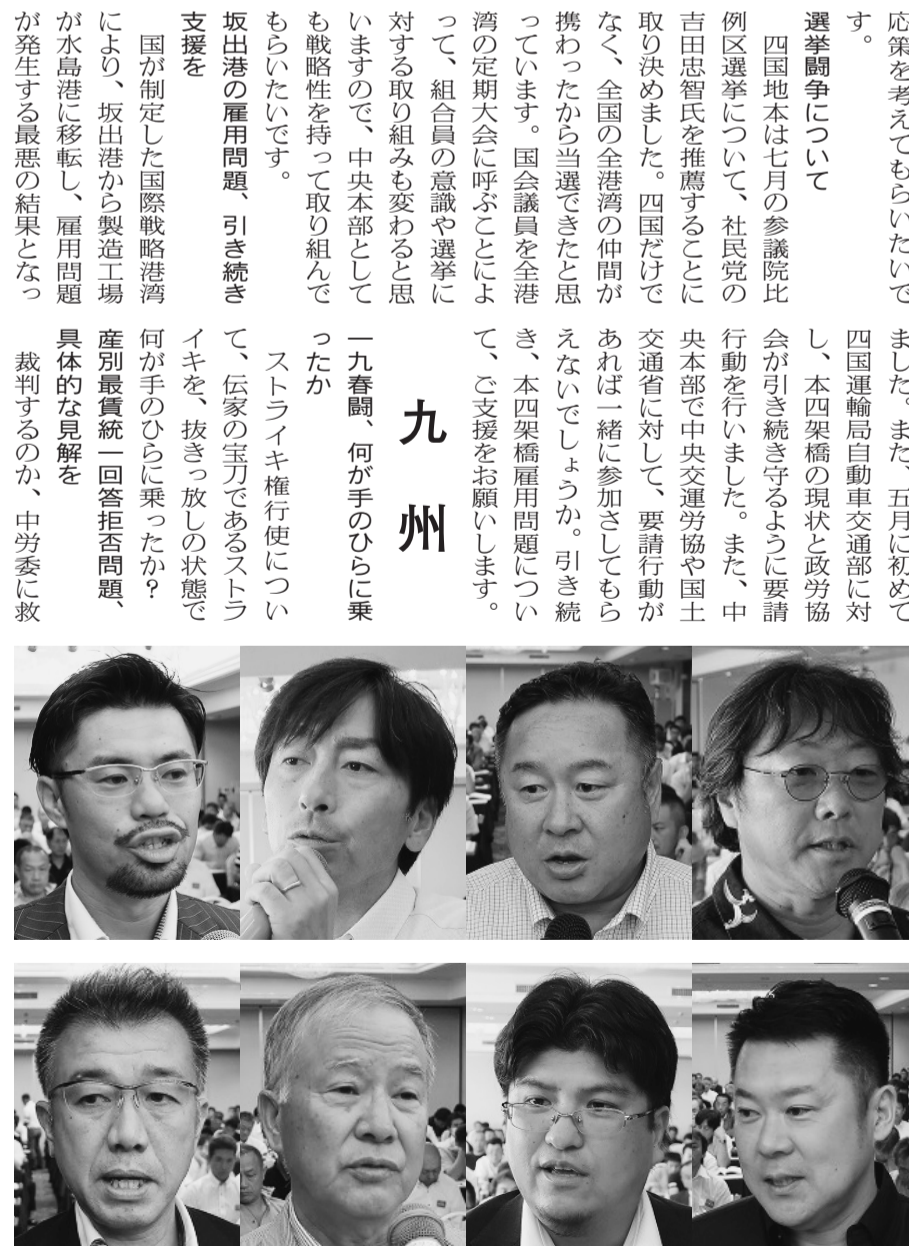 応策を考えてもらいたいで
す。
選挙闘争について
四国地本は七月の参議院比
例区選挙について、社民党の
吉田忠智氏を推薦することに
取り決めました。四国だけで
なく、全国の全港湾の仲間が
携わったから当選できたと思
っています。国会議員を全港
湾の定期大会に呼ぶことによ
って、組合員の意識や選挙に
対する取り組みも変わると思
いますので、中央本部として
も戦略性を持って取り組んで
もらいたいです。
坂出港の雇用問題、引き続き
支援を
国が制定した国際戦略港湾
により、坂出港から製造工場
が水島港に移転し、雇用問題
が発生する最悪の結果となっ
ました。また、五月に初めて
四国運輸局自動車交通部に対
し、本四架橋の現状と政労協
会が引き続き守るように要請
行動を行いました。また、中
央本部で中央交運労協や国土
交通省に対して、要請行動が
あれば一緒に参加さしてもら
えないでしょうか。引き続
き、本四架橋雇用問題につい
て、ご支援をお願いします。
九州
一九春闘、何が手のひらに乗
ったか
ストライキ権行使につい
て、伝家の宝刀であるストラ
イキを、抜きっ放しの状態で
何が手のひらに乗ったか？
産別最賃統一回答拒否問題、
具体的な見解を
裁判するのか、中労委に救